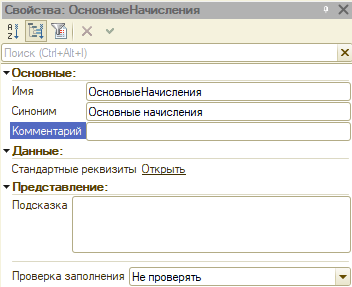 Свойства: ОсновныеНачисления
Поиск (Ctrl+Alt+I)
Основные:
Имя ОсновныеНачисления
Синоним Основные начисления
Комментарий
Данные:
Стандартные реквизиты Открыть
Представление:
Подсказка
Проверка заполнения Не проверять